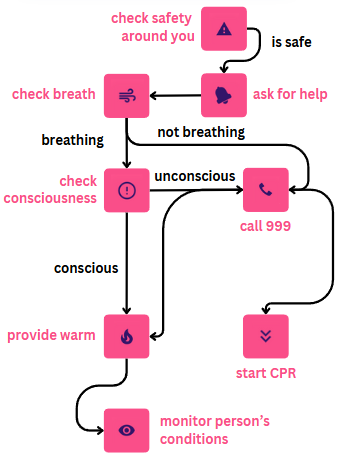 check safety
around you
is safe
check breath
ask for help
breathing
not breathing
check
consciousness
unconscious
call 999
conscious
provide warm
start CPR
monitor person's
conditions